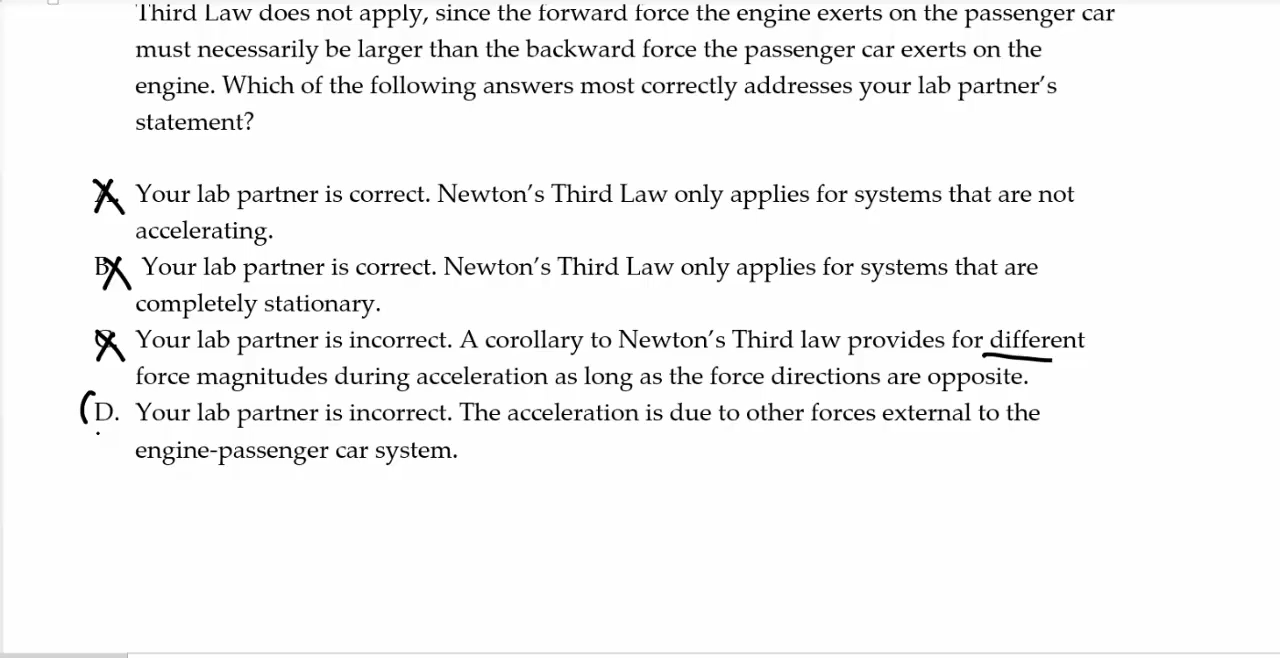 Third Law does not apply, since the forward force the engine exerts on the passenger car
must necessarily be larger than the backward force the passenger car exerts on the
engine. Which of the following answers most correctly addresses your lab partner's
statement?
A. Your lab partner is correct. Newton's Third Law only applies for systems that are not
accelerating.
B. Your lab partner is correct. Newton's Third Law only applies for systems that are
completely stationary.
C. Your lab partner is incorrect. A corollary to Newton's Third law provides for different
force magnitudes during acceleration as long as the force directions are opposite.
D. Your lab partner is incorrect. The acceleration is due to other forces external to the
engine-passenger car system.